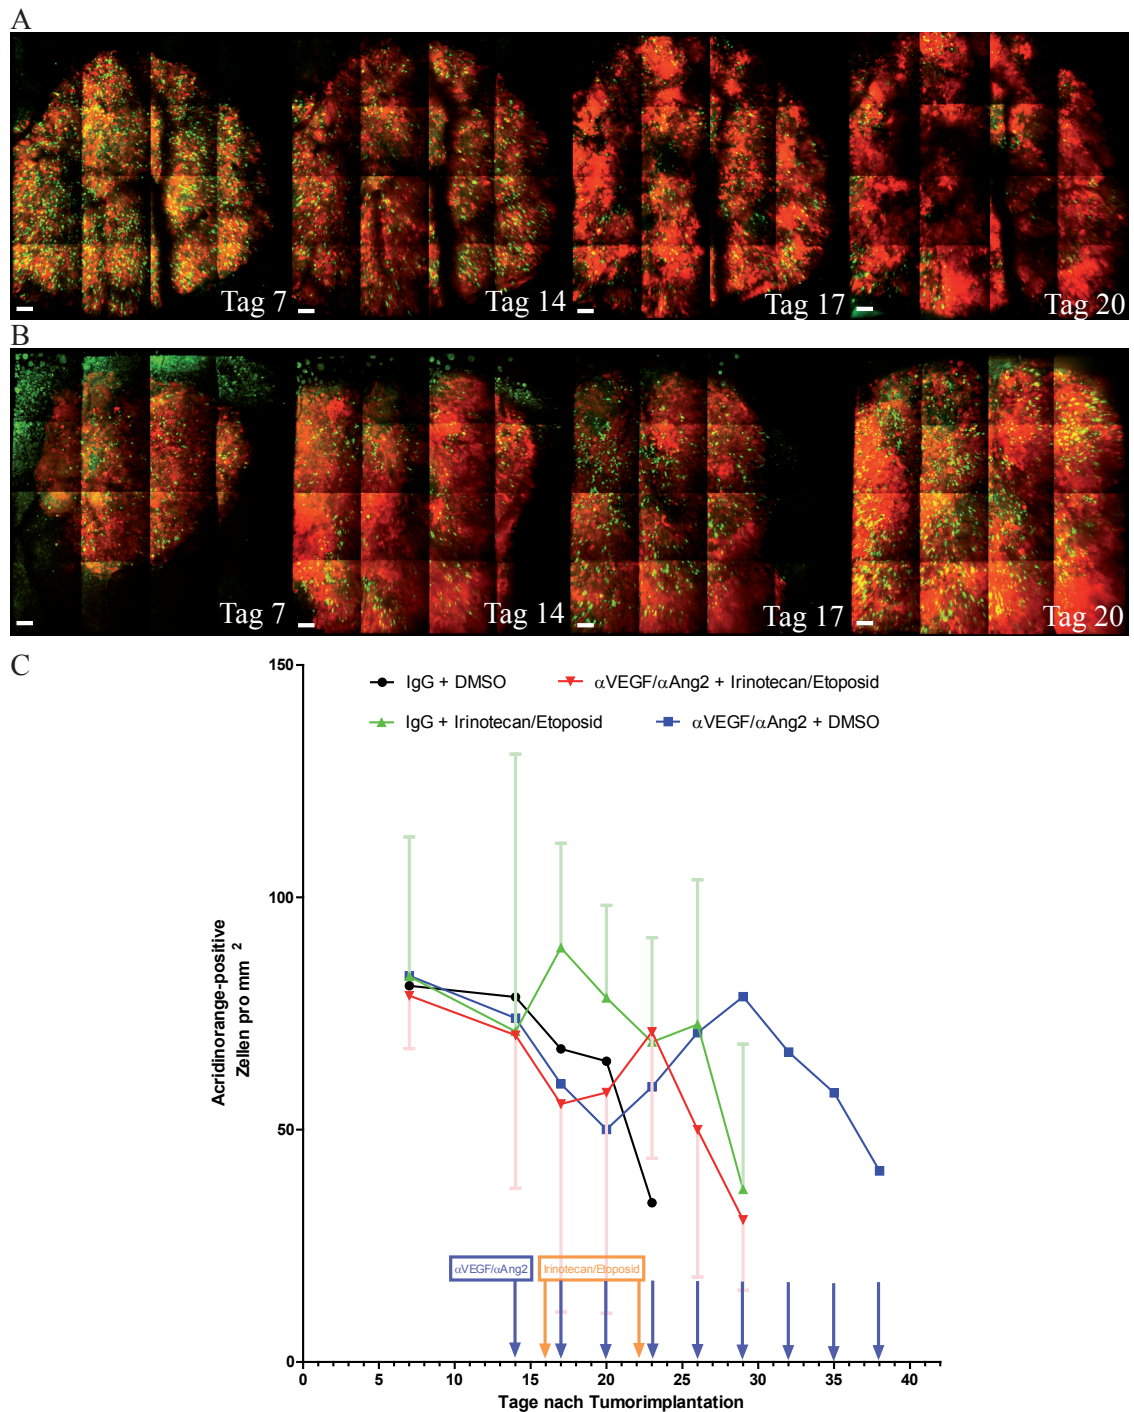 A
Tag 7
Tag 14
Tag 17
Tag 20
B
Tag 7
Tag 14
Tag 17
Tag 20
C
IgG + DMSO
αVEGF/αAng2 + Irinotecan/Etoposid
IgG + Irinotecan/Etoposid
αVEGF/αAng2 + DMSO
150
100
50
0
Acridinorange-positive
Zellen pro mm ²
αVEGF/αAng2
Irinotecan/Etoposid
0 5 10 15 20 25 30 35 40
Tage nach Tumorimplantation